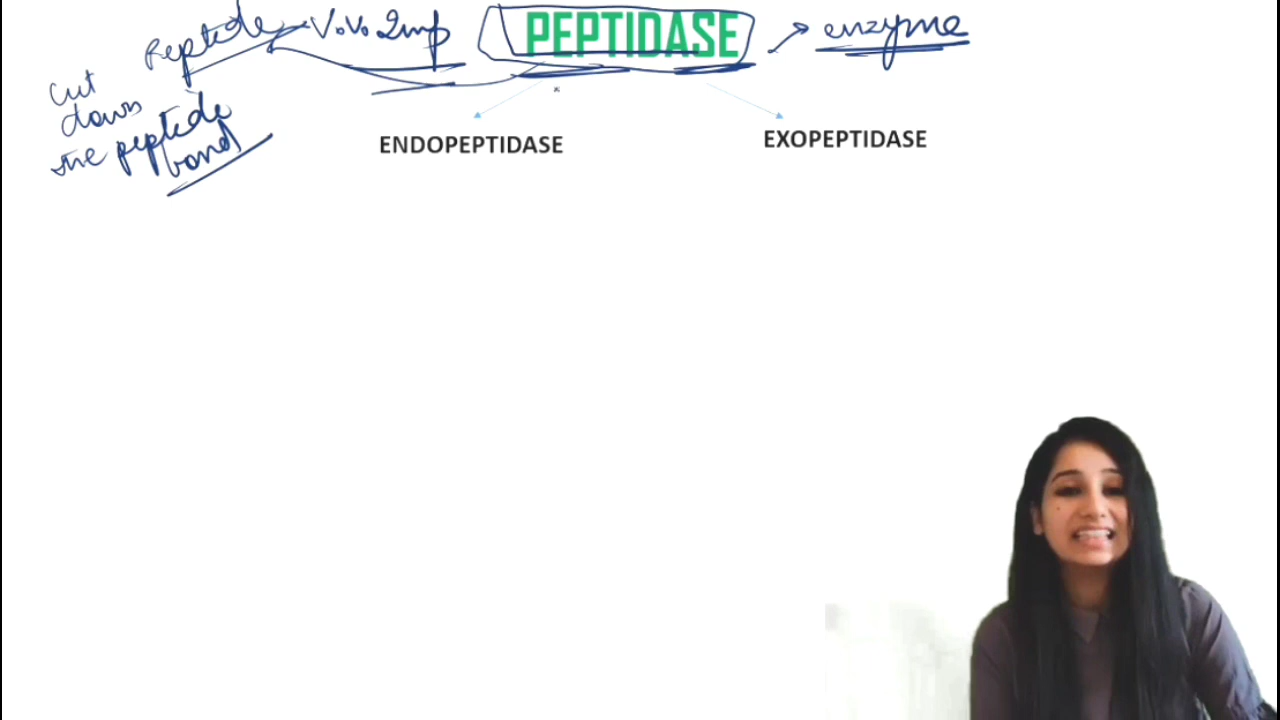 Peptide V.V.Imp PEPTIDASE → enzyme
cut
down
the peptide
bond
ENDOPEPTIDASE EXOPEPTIDASE